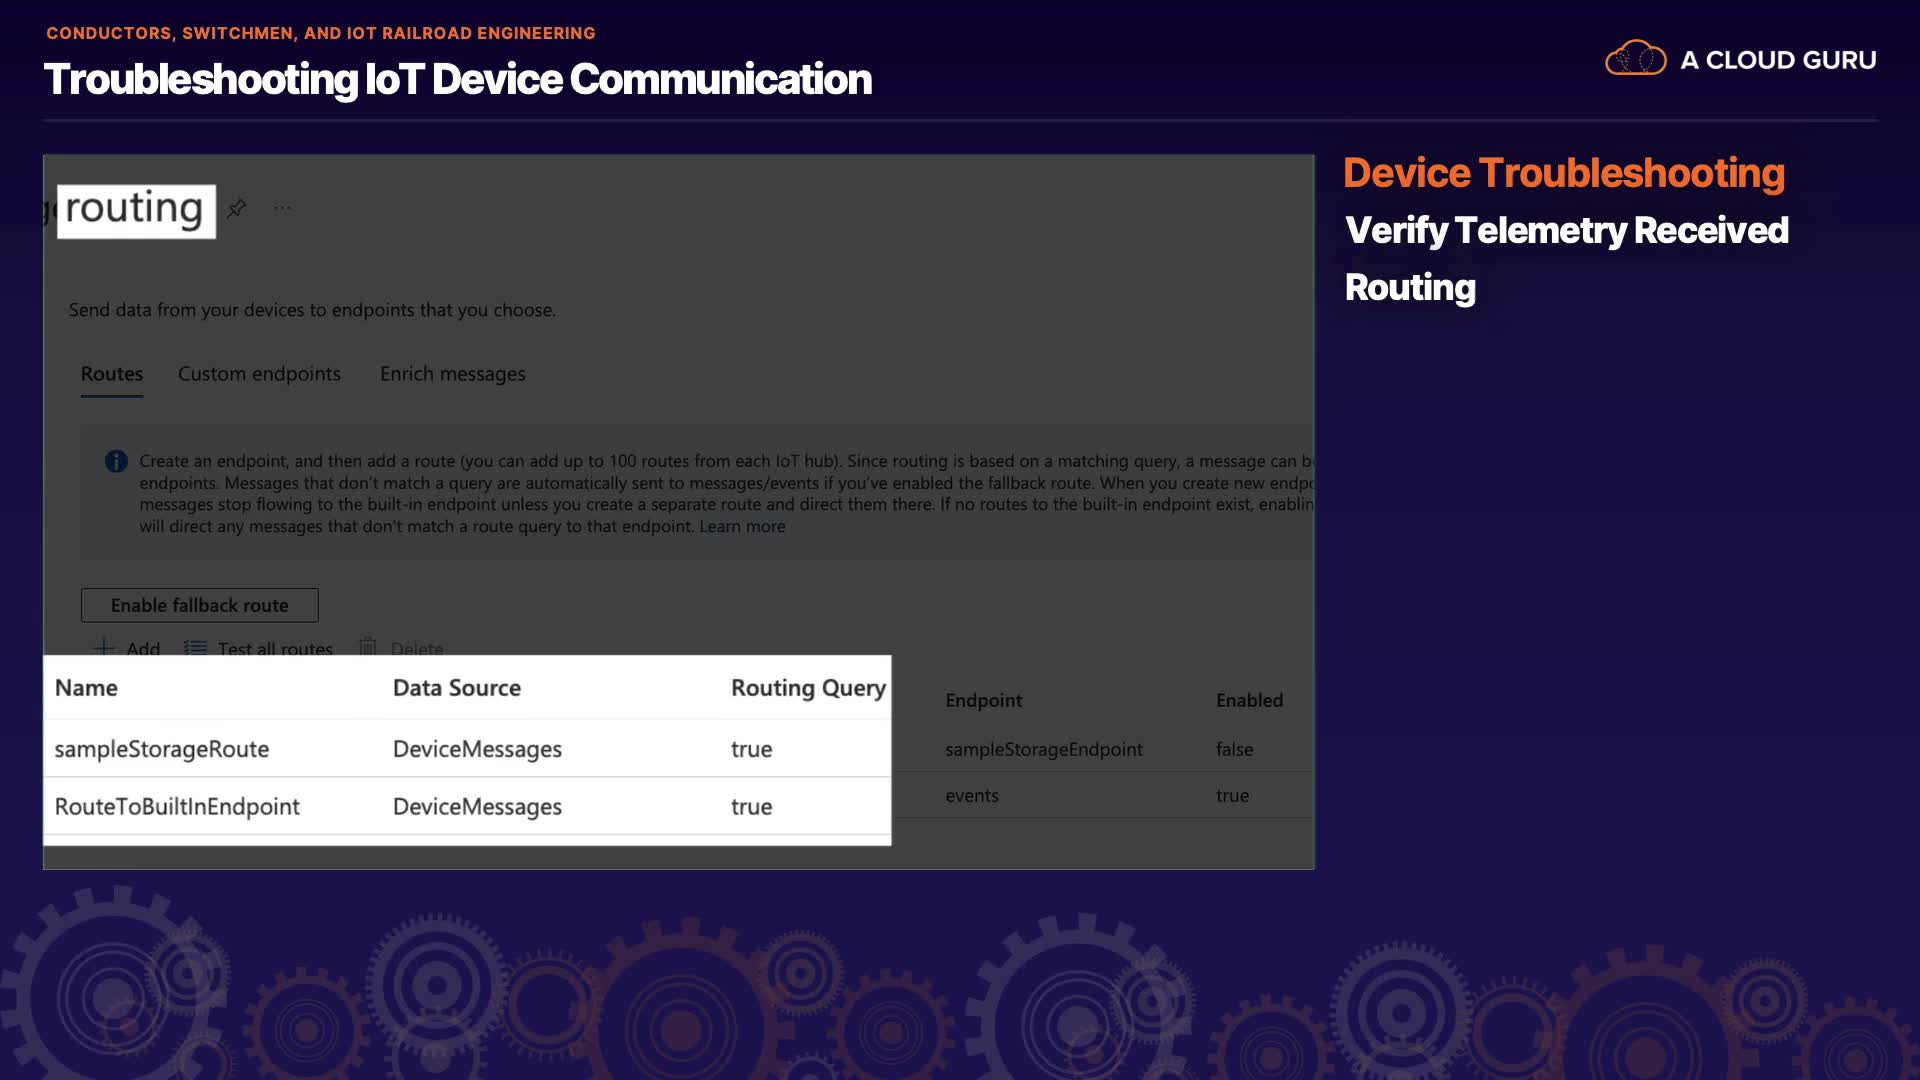 CONDUCTORS, SWITCHMEN, AND IOT RAILROAD ENGINEERING
Troubleshooting IoT Device Communication
A CLOUD GURU
routing
Send data from your devices to endpoints that you choose.
Routes Custom endpoints Enrich messages
Create an endpoint, and then add a route (you can add up to 100 routes from each IoT hub). Since routing is based on a matching query, a message can
endpoints. Messages that don't match a query are automatically sent to messages/events if you've enabled the fallback route. When you create new
messages stop flowing to the built-in endpoint unless you create a separate route and direct them there. If no routes to the built-in endpoint exist,
will direct any messages that don't match a route query to that endpoint. Learn more
Enable fallback route
Add Test all routes Delete
Name Data Source Routing Query Endpoint Enabled
sampleStorageRoute DeviceMessages true sampleStorageEndpoint false
RouteToBuiltInEndpoint DeviceMessages true events true
Device Troubleshooting
Verify Telemetry Received
Routing